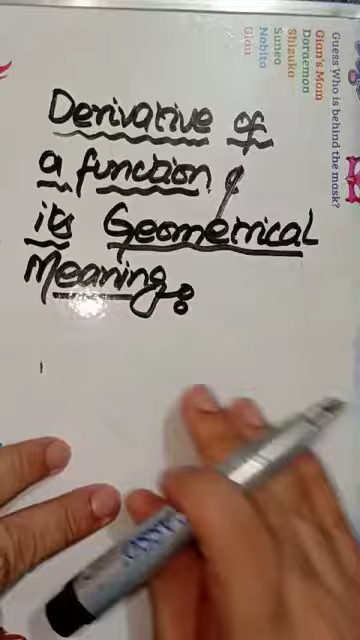 Derivative of
a function &
its Geometrical
Meaning:
Guess Who is behind the mask?
Gian's Mom
Doraemon
Shizuka
Suneo
Nobita
Gian